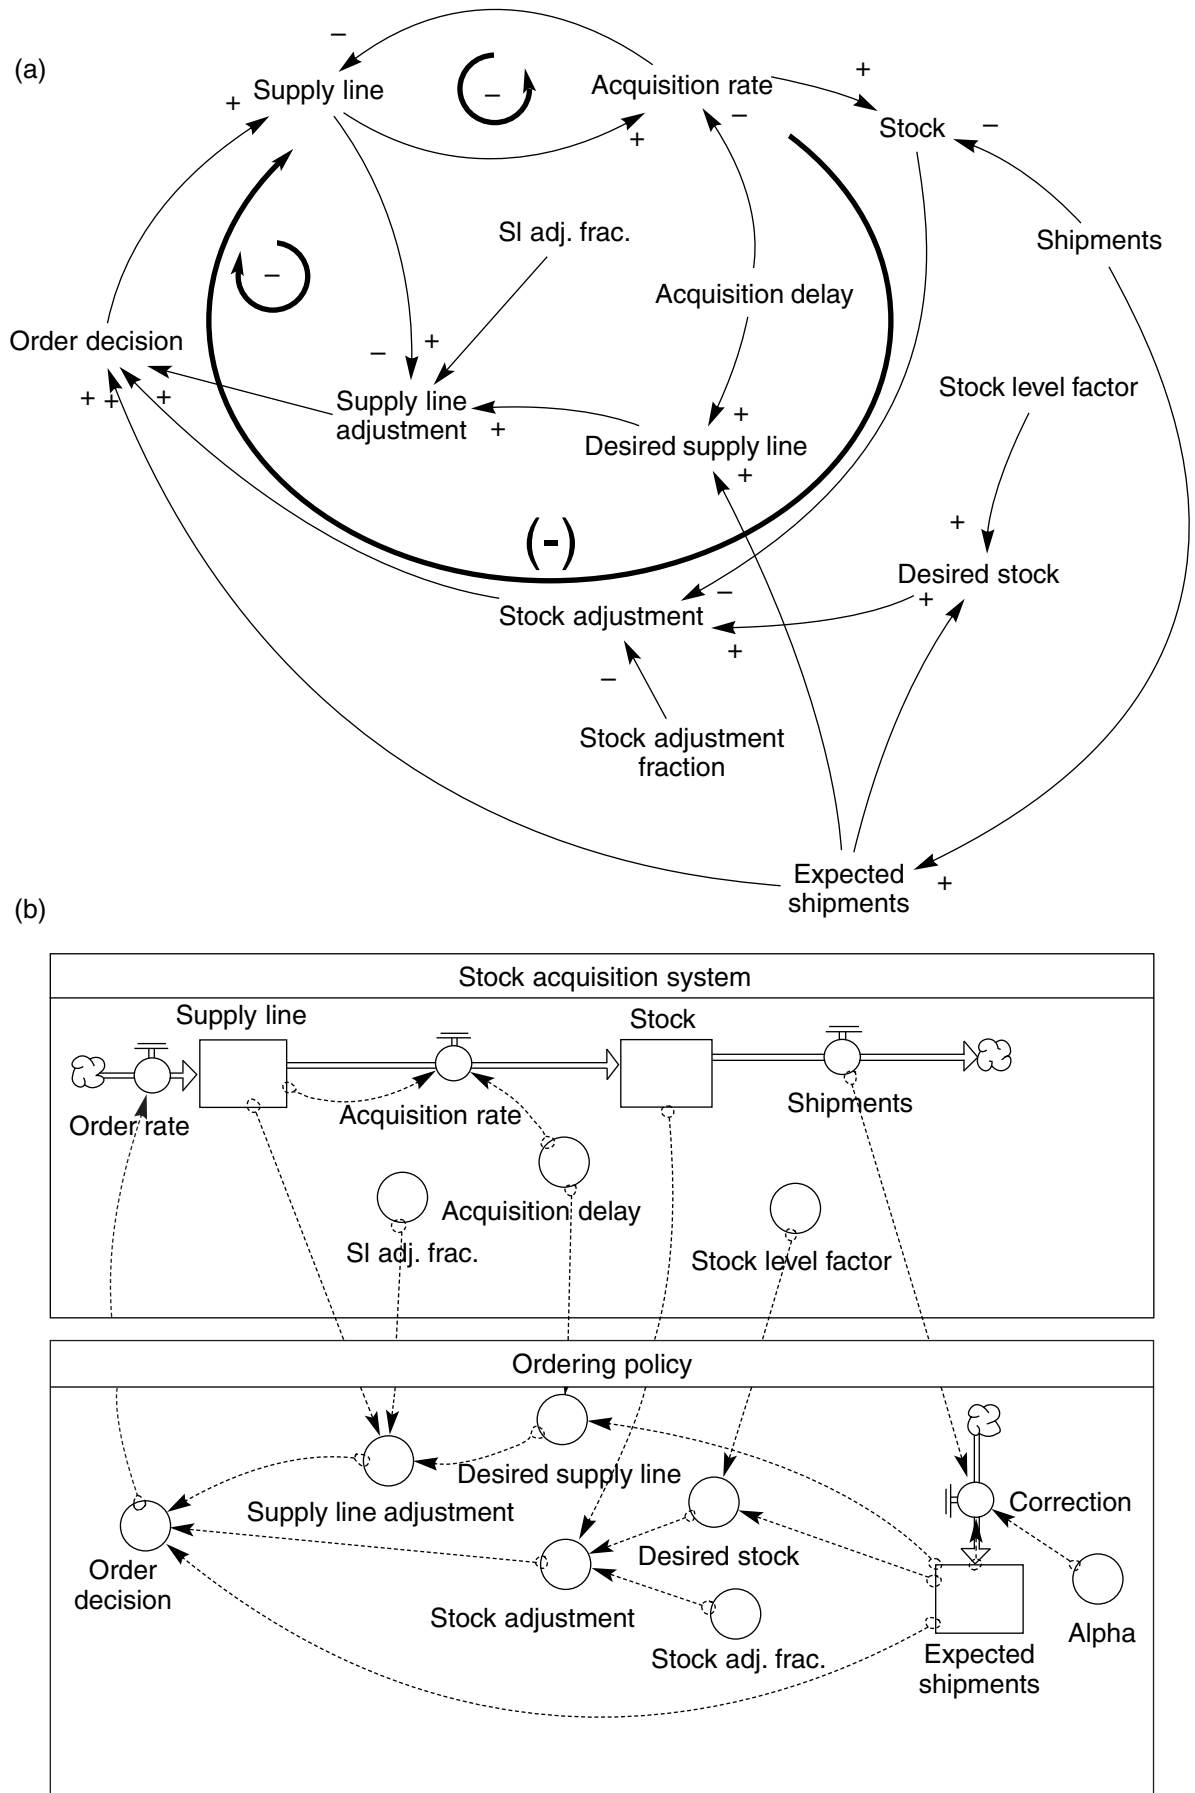 (a)
−
Supply line
Acquisition rate
+
+
−
−
−
Stock
+
SI adj. frac.
Shipments
−
Acquisition delay
Order decision
−
+
Stock level factor
+
+
+
Supply line
adjustment
+
+
Desired supply line
+
(-)
+
Desired stock
−
+
Stock adjustment
+
−
Stock adjustment
fraction
Expected
shipments
+
(b)
Stock acquisition system
Supply line
Stock
Order rate
Acquisition rate
Shipments
Acquisition delay
SI adj. frac.
Stock level factor
Ordering policy
Desired supply line
Supply line adjustment
Correction
Desired stock
Order
decision
Stock adjustment
Alpha
Stock adj. frac.
Expected
shipments